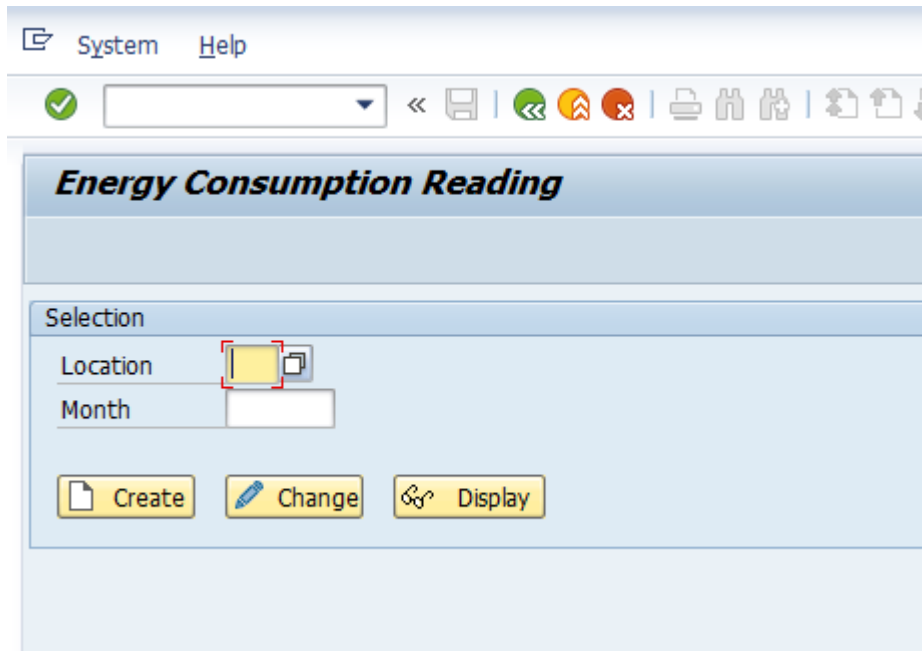 System Help
Energy Consumption Reading
Selection
Location
Month
Create Change Display